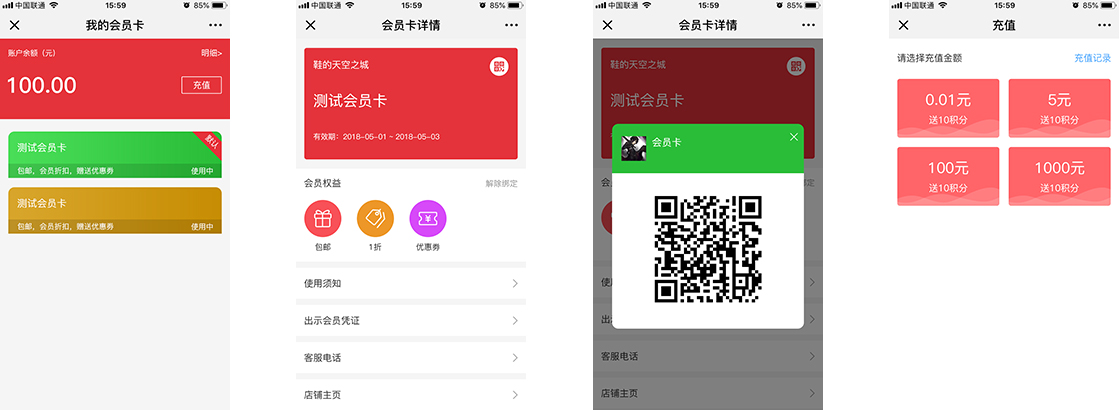 中国联通
15:59
85%
我的会员卡
账户余额（元）
明细>
100.00
充值
测试会员卡
默认
包邮，会员折扣，赠送优惠券
使用中
测试会员卡
包邮，会员折扣，赠送优惠券
使用中
中国联通
15:59
85%
会员卡详情
鞋的天空之城
测试会员卡
有效期：2018-05-01 ~ 2018-05-03
会员权益
解除绑定
包邮
1折
优惠券
使用须知
出示会员凭证
客服电话
店铺主页
中国联通
15:59
85%
会员卡详情
鞋的天空之城
测试会员卡
会员卡
客服电话
店铺主页
中国联通
15:59
85%
充值
请选择充值金额
充值记录
0.01元
送10积分
5元
送10积分
100元
送10积分
1000元
送10积分